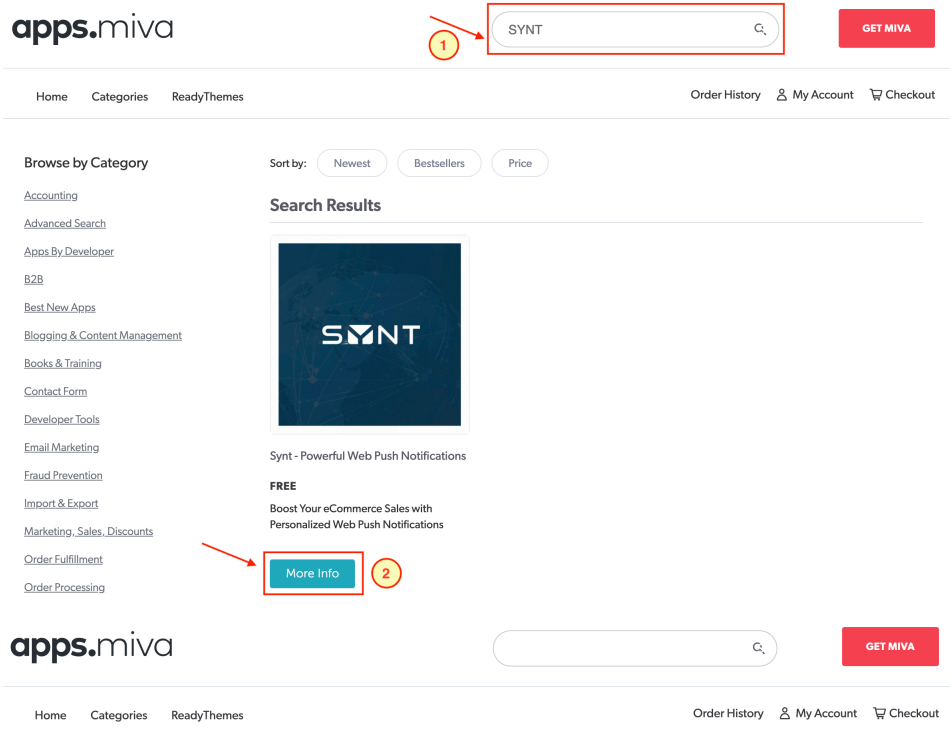 apps.miva
SYNT
GET MIVA
1
Home Categories ReadyThemes
Order History My Account Checkout
Browse by Category
Accounting
Advanced Search
Apps By Developer
B2B
Best New Apps
Blogging & Content Management
Books & Training
Contact Form
Developer Tools
Email Marketing
Fraud Prevention
Import & Export
Marketing, Sales, Discounts
Order Fulfillment
Order Processing
Sort by: Newest Bestsellers Price
Search Results
SYNT
Synt - Powerful Web Push Notifications
FREE
Boost Your eCommerce Sales with
Personalized Web Push Notifications
More Info
2
apps.miva
GET MIVA
Home Categories ReadyThemes
Order History My Account Checkout